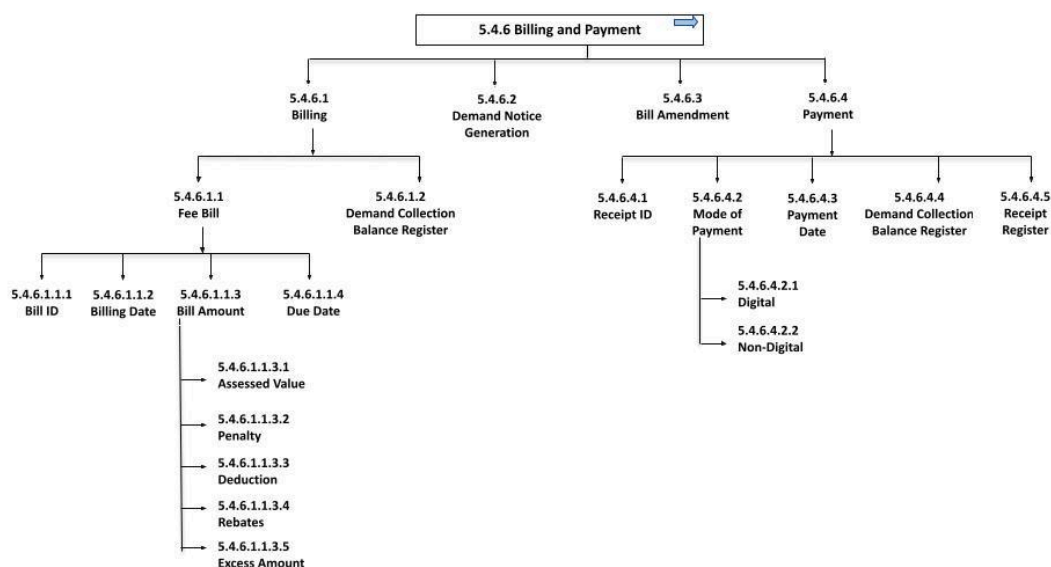 5.4.6 Billing and Payment
5.4.6.1
Billing
5.4.6.2
Demand Notice
Generation
5.4.6.3
Bill Amendment
5.4.6.4
Payment
5.4.6.1.1
Fee Bill
5.4.6.1.2
Demand Collection
Balance Register
5.4.6.4.1
Receipt ID
5.4.6.4.2
Mode of
Payment
5.4.6.4.3
Payment
Date
5.4.6.4.4
Demand Collection
Balance Register
5.4.6.4.5
Receipt
Register
5.4.6.1.1.1
Bill ID
5.4.6.1.1.2
Billing Date
5.4.6.1.1.3
Bill Amount
5.4.6.1.1.4
Due Date
5.4.6.4.2.1
Digital
5.4.6.4.2.2
Non-Digital
5.4.6.1.1.3.1
Assessed Value
5.4.6.1.1.3.2
Penalty
5.4.6.1.1.3.3
Deduction
5.4.6.1.1.3.4
Rebates
5.4.6.1.1.3.5
Excess Amount